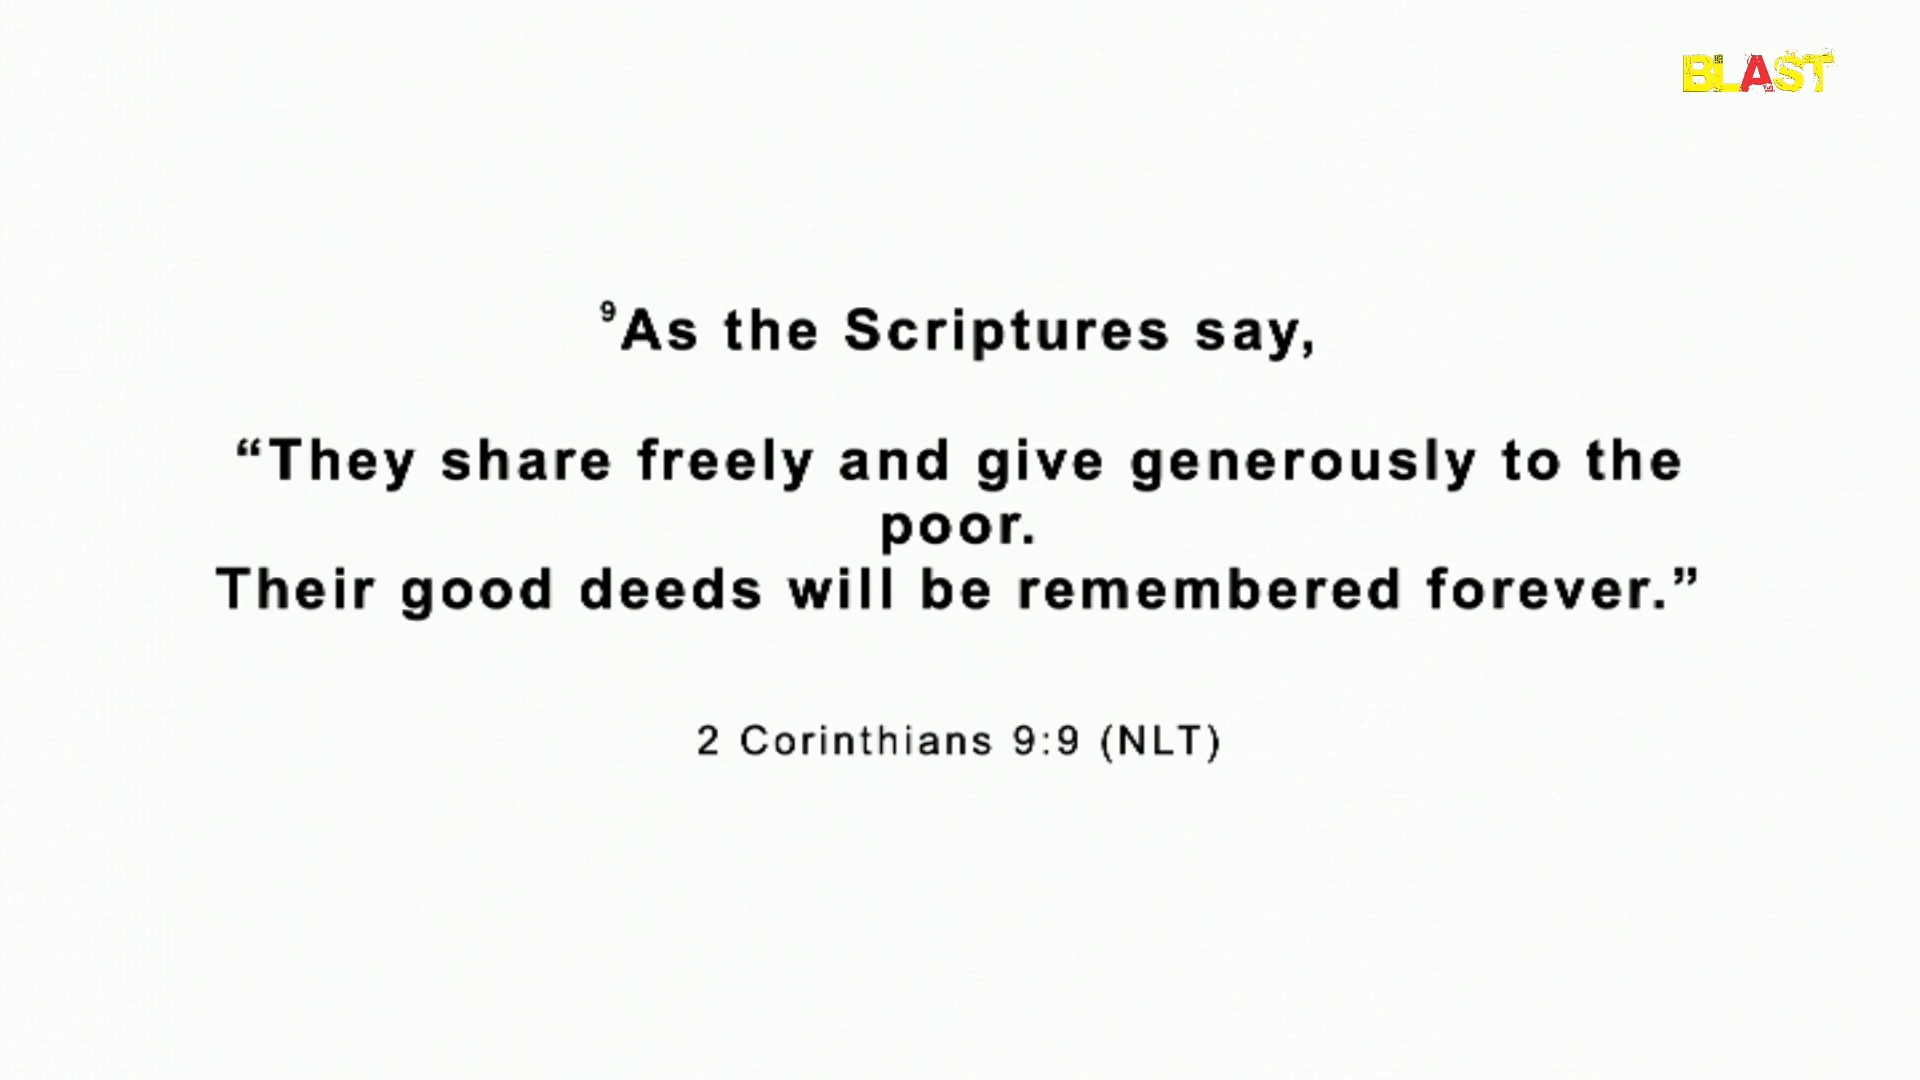 BLAST
⁹As the Scriptures say,
“They share freely and give generously to the
poor.
Their good deeds will be remembered forever.”
2 Corinthians 9:9 (NLT)